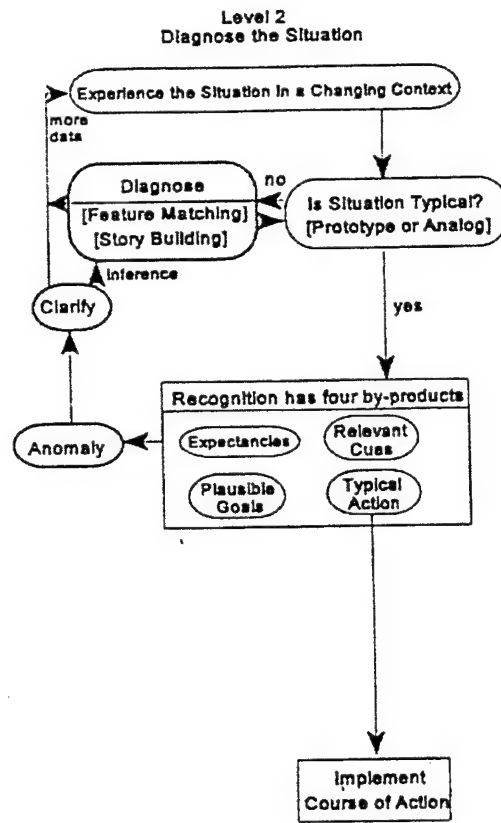 Level 2
Diagnose the Situation
Experience the Situation in a Changing Context
more
data
no
Diagnose
[Feature Matching]
[Story Building]
Is Situation Typical?
[Prototype or Analog]
inference
Clarify
yes
Recognition has four by-products
Anomaly
Expectancies
Relevant
Cues
Plausible
Goals
Typical
Action
Implement
Course of Action